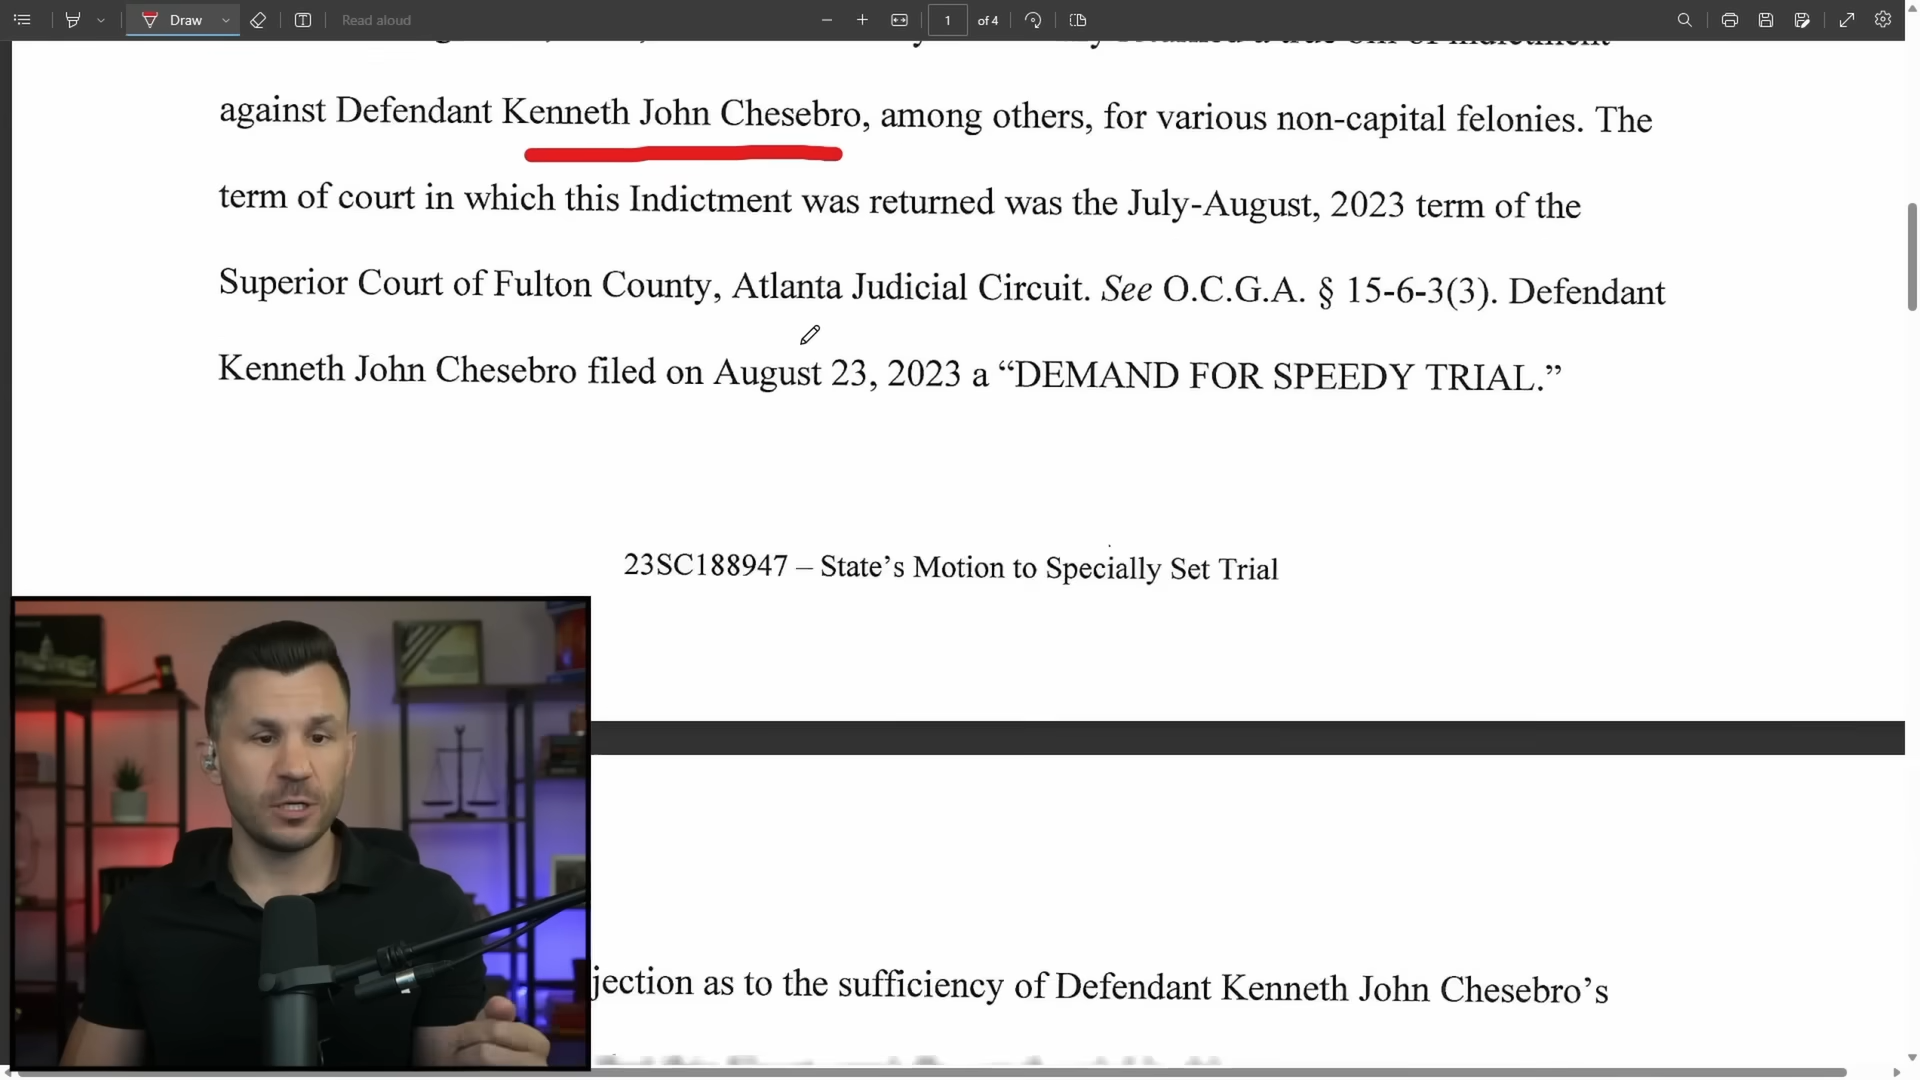 Draw
Read aloud
1 of 4
against Defendant Kenneth John Chesebro, among others, for various non-capital felonies. The
term of court in which this Indictment was returned was the July-August, 2023 term of the
Superior Court of Fulton County, Atlanta Judicial Circuit. See O.C.G.A. § 15-6-3(3). Defendant
Kenneth John Chesebro filed on August 23, 2023 a “DEMAND FOR SPEEDY TRIAL.”
23SC188947 – State’s Motion to Specially Set Trial
jection as to the sufficiency of Defendant Kenneth John Chesebro’s